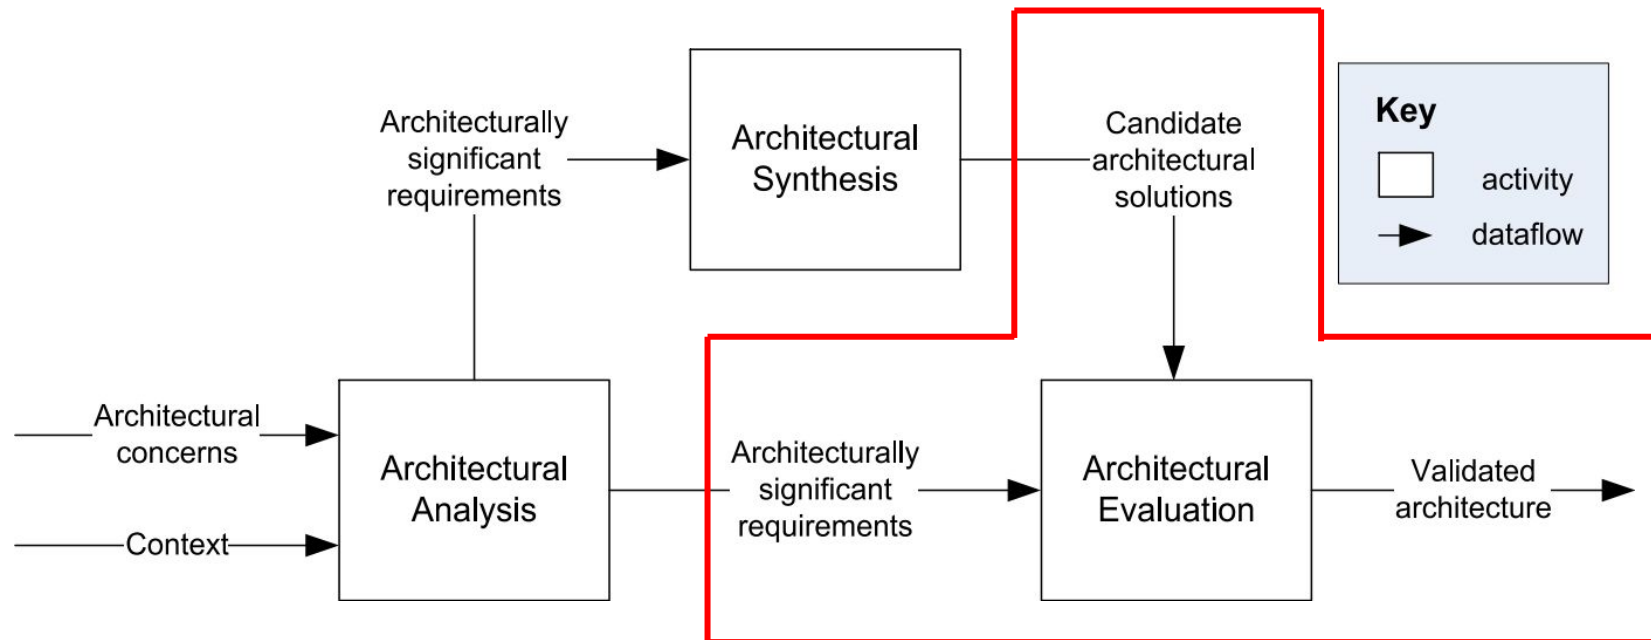 Architecturally
significant
requirements
Architectural
Synthesis
Candidate
architectural
solutions
Key
activity
dataflow
Architectural
concerns
Context
Architectural
Analysis
Architecturally
significant
requirements
Architectural
Evaluation
Validated
architecture